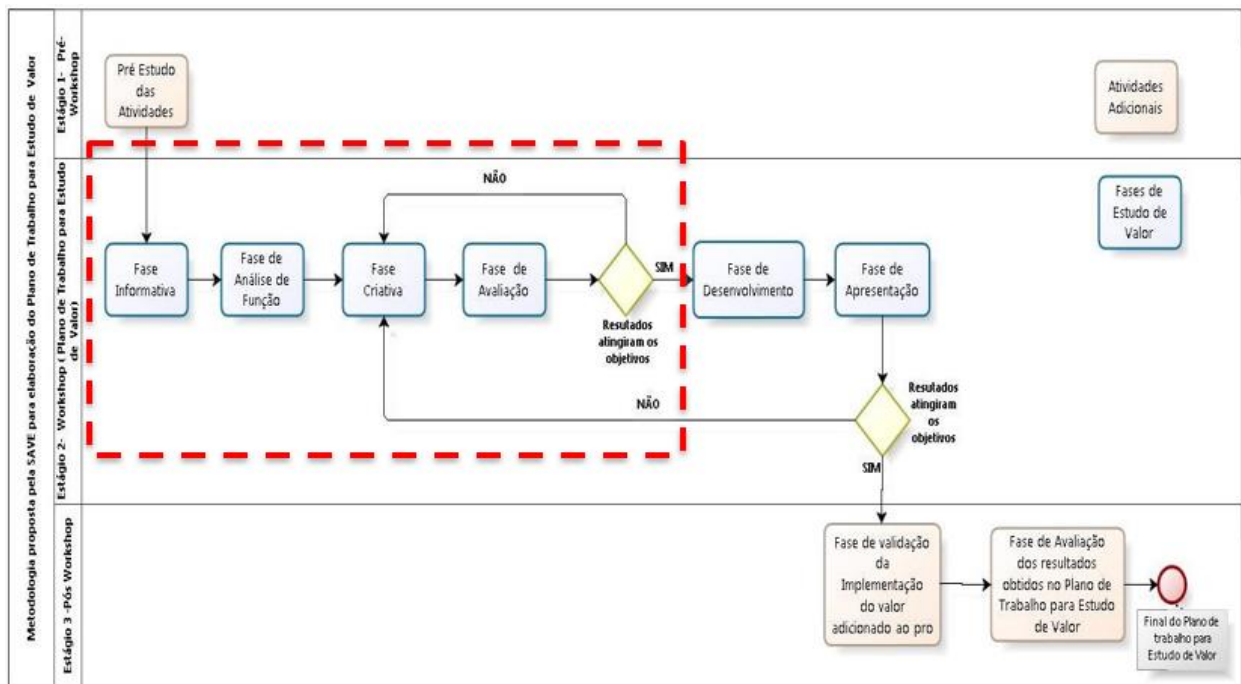 Metodologia proposta pela SAVE para elaboração do Plano de Trabalho para Estudo de Valor
Estágio 1- Pré-
Workshop
Pré Estudo
das
Atividades
Atividades
Adicionais
Estágio 2- Workshop ( Plano de Trabalho para Estudo
de Valor)
NÃO
Fases de
Estudo de
Valor
Fase
Informativa
Fase de
Análise de
Função
Fase
Criativa
Fase de
Avaliação
SIM
Resultados
atingiram os
objetivos
Fase de
Desenvolvimento
Fase de
Apresentação
NÃO
Resultados
atingiram
os
objetivos
SIM
Estágio 3 -Pós Workshop
Fase de validação
da
Implementação
do valor
adicionado ao pro
Fase de Avaliação
dos resultados
obtidos no Plano de
Trabalho para Estudo
de Valor
Final do Plano de
trabalho para
Estudo de Valor